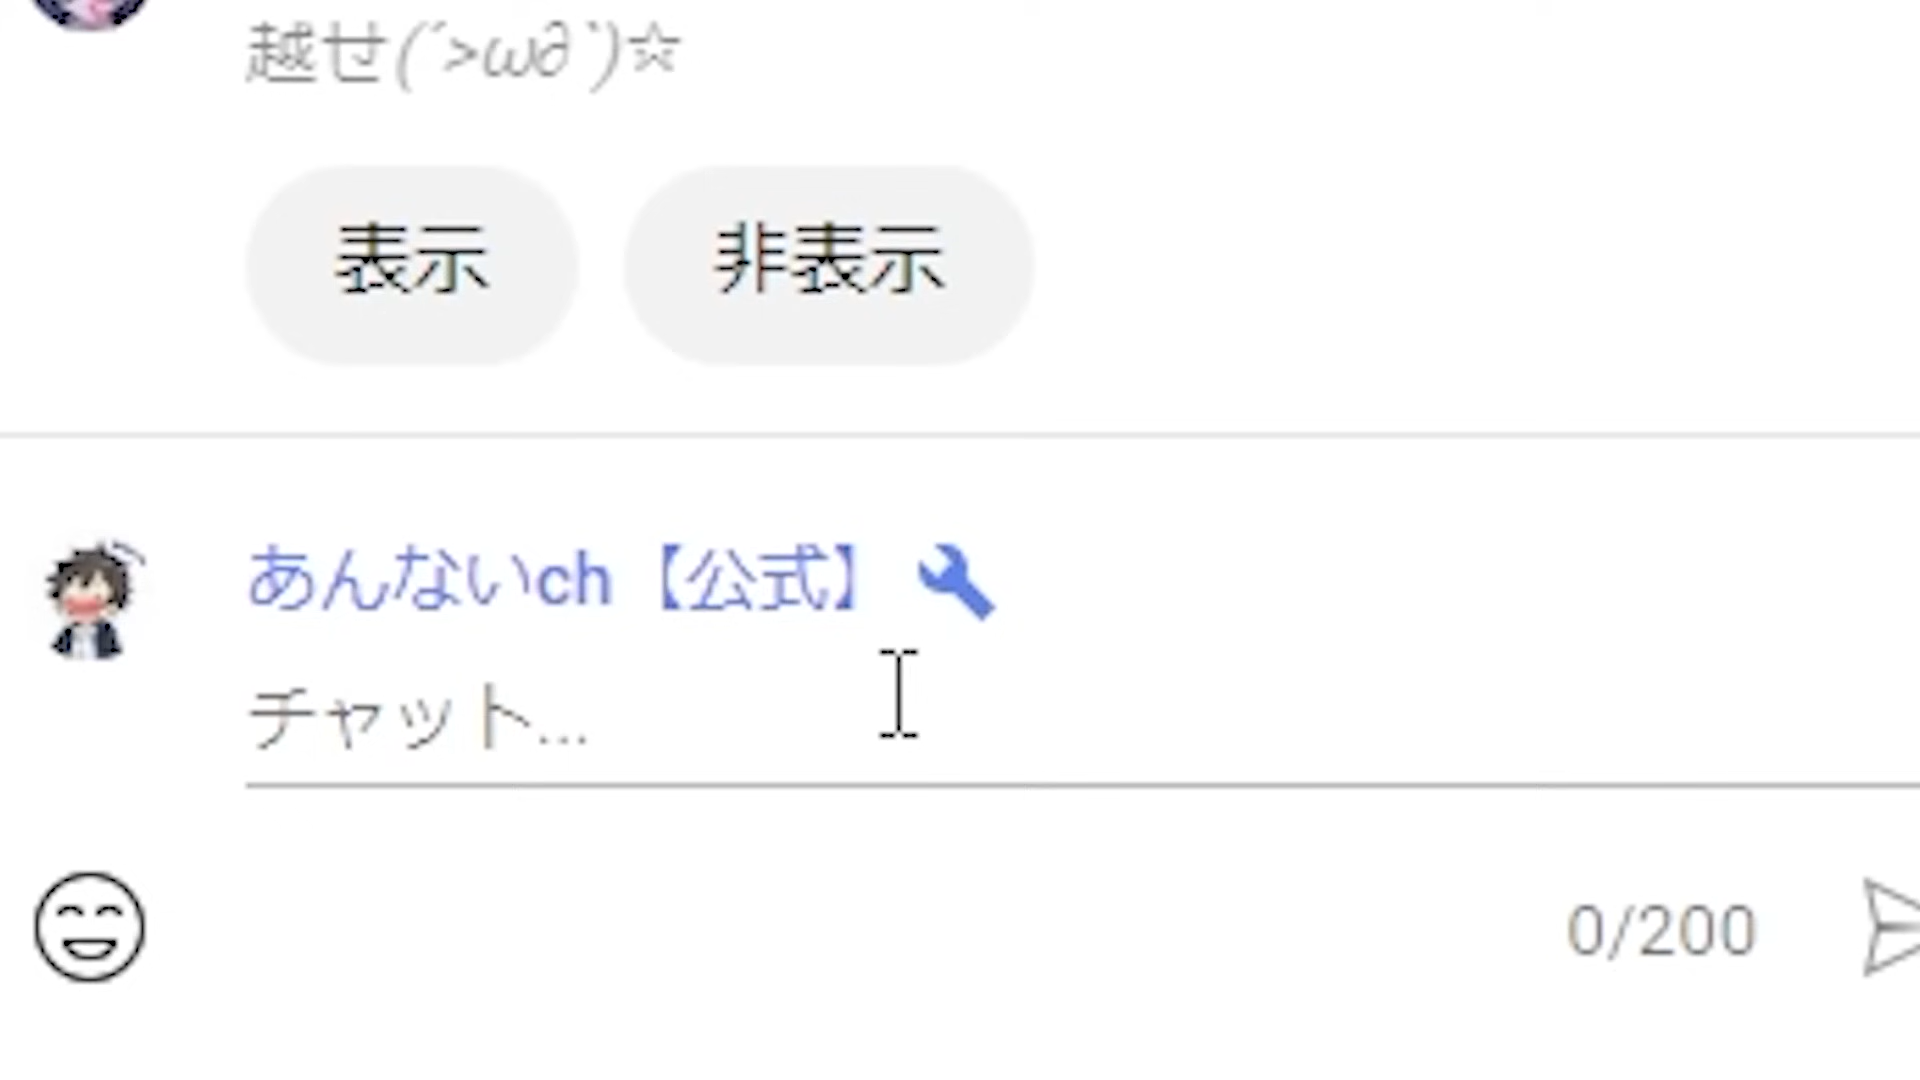 越せ(´>ω∂`)☆
表示 非表示
あんないch【公式】
チャット...
0/200